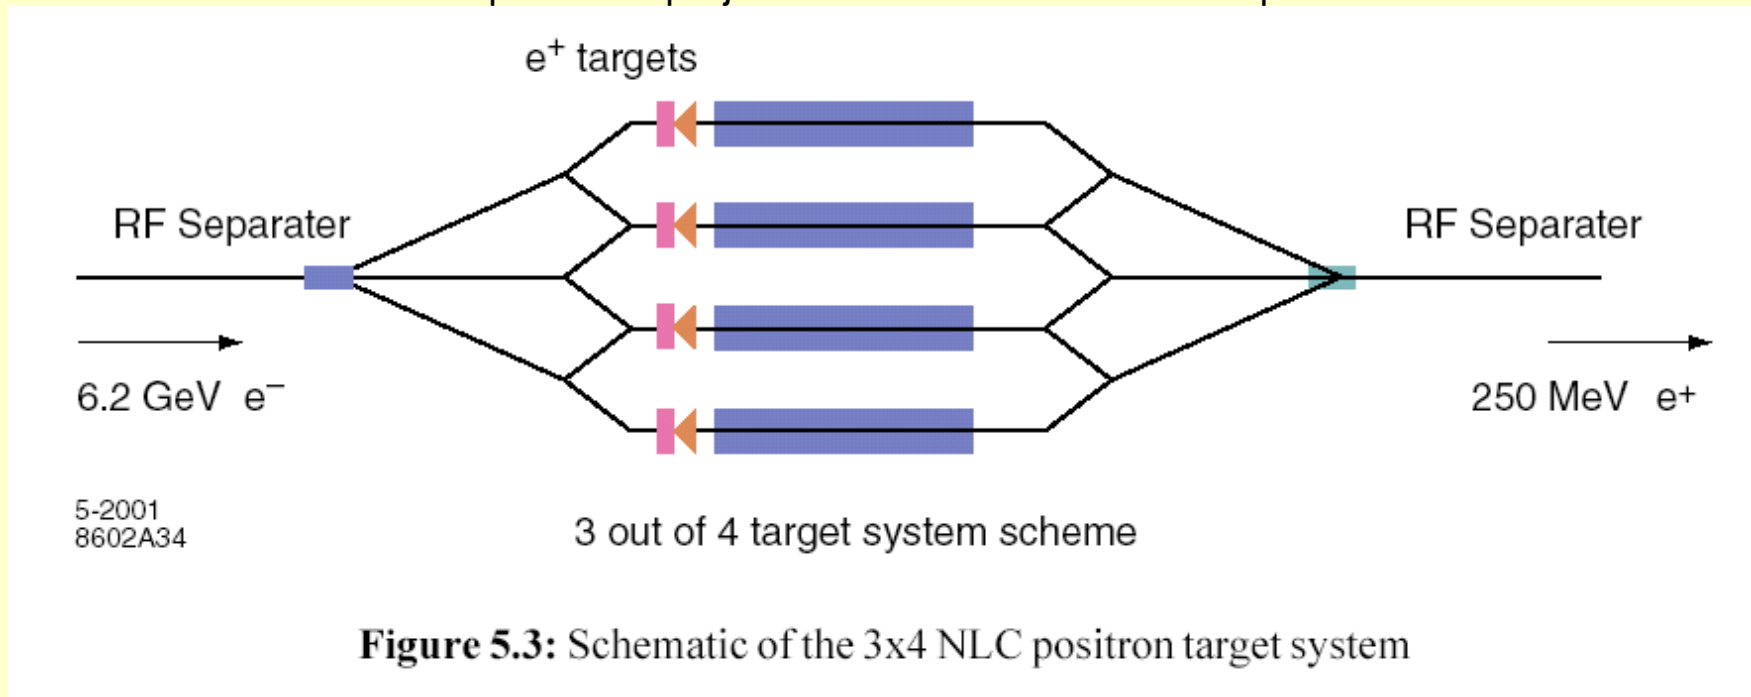 e+ targets
RF Separater
RF Separater
6.2 GeV e−
250 MeV e+
5-2001
8602A34
3 out of 4 target system scheme
Figure 5.3: Schematic of the 3x4 NLC positron target system